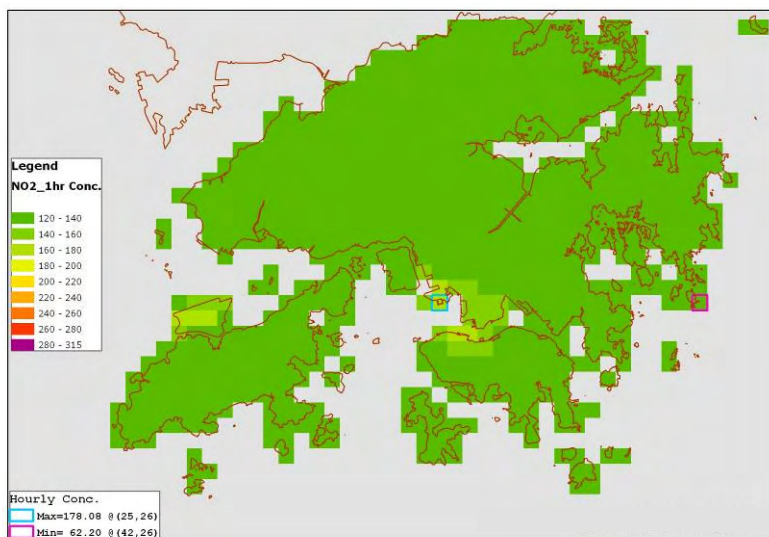 Legend
NO2_1hr Conc.
120 - 140
140 - 160
160 - 180
180 - 200
200 - 220
220 - 240
240 - 260
260 - 280
280 - 315
Hourly Conc.
Max=178.08 @(25,26)
Min= 62.20 @(42,26)